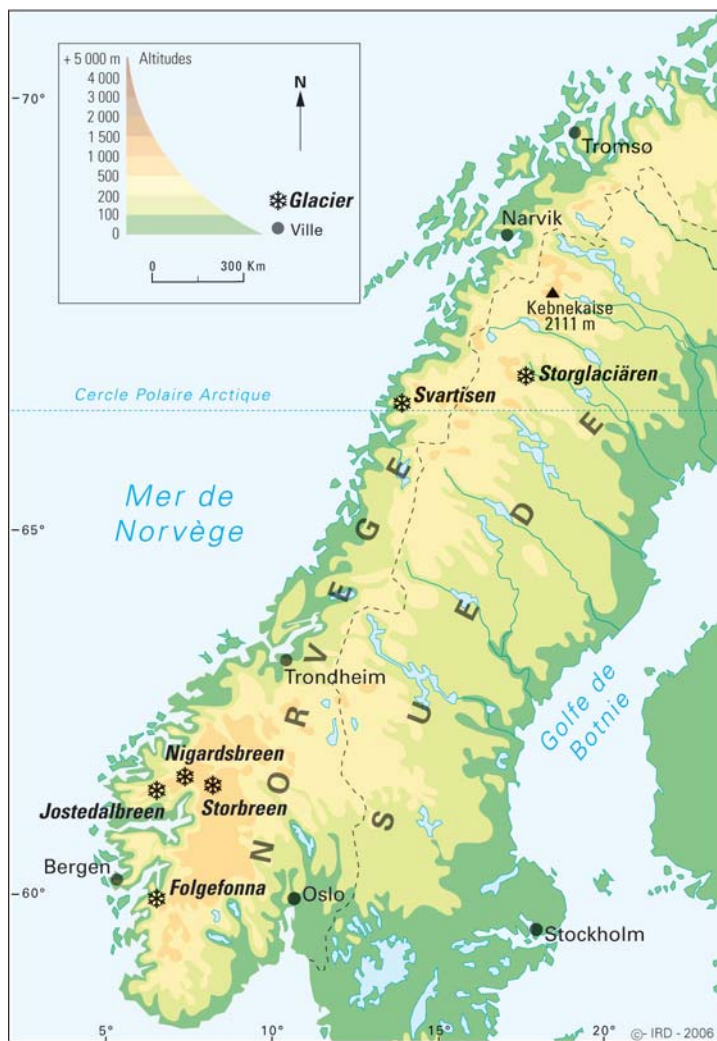 + 5 000 m Altitudes
4 000
3 000
2 000
1 500
1 000
500
200
100
0
N
Glacier
Ville
0 300 Km
70°
65°
60°
5° 10° 15° 20°
Tromsø
Narvik
Kebnekaise
2111 m
Storglaciären
Svartisen
Cercle Polaire Arctique
Mer de
Norvège
NORVEGE
SUEDE
Trondheim
Golfe de
Botnie
Nigardsbreen
Jostedalbreen
Storbreen
Bergen
Folgefonna
Oslo
Stockholm
©- IRD - 2006